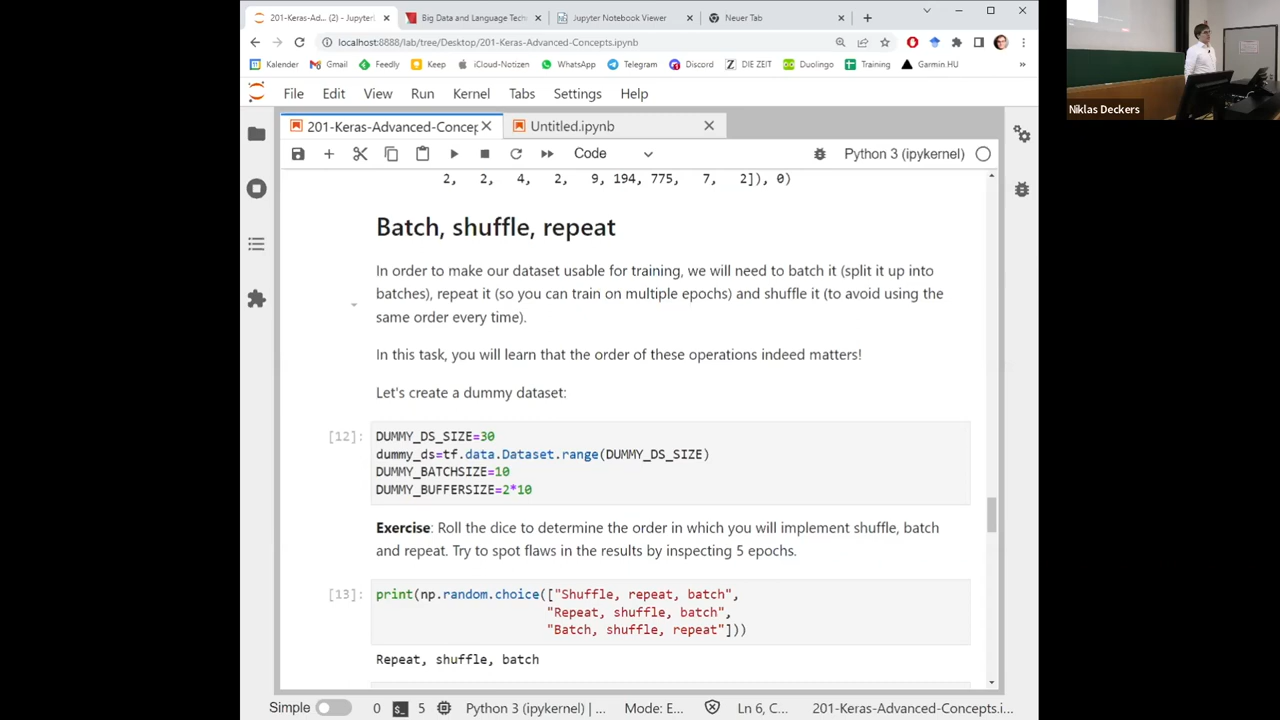 201-Keras-Ad... (2) - Jupyterl
Big Data and Language Tech
Jupyter Notebook Viewer
Neuer Tab
localhost:8888/lab/tree/Desktop/201-Keras-Advanced-Concepts.ipynb
Kalender
Gmail
Feedly
Keep
iCloud-Notizen
WhatsApp
Telegram
Discord
DIE ZEIT
Duolingo
Training
Garmin HU
»
File
Edit
View
Run
Kernel
Tabs
Settings
Help
201-Keras-Advanced-Concep
Untitled.ipynb
Code
Python 3 (ipykernel)
2, 2, 4, 2, 9, 194, 775, 7, 2]), 0)
Batch, shuffle, repeat
In order to make our dataset usable for training, we will need to batch it (split it up into
batches), repeat it (so you can train on multiple epochs) and shuffle it (to avoid using the
same order every time).
In this task, you will learn that the order of these operations indeed matters!
Let's create a dummy dataset:
[12]:
DUMMY_DS_SIZE=30
dummy_ds=tf.data.Dataset.range(DUMMY_DS_SIZE)
DUMMY_BATCHSIZE=10
DUMMY_BUFFERSIZE=2*10
Exercise: Roll the dice to determine the order in which you will implement shuffle, batch
and repeat. Try to spot flaws in the results by inspecting 5 epochs.
[13]:
print(np.random.choice(["Shuffle, repeat, batch",
"Repeat, shuffle, batch",
"Batch, shuffle, repeat"]))
Repeat, shuffle, batch
Simple
0
5
Python 3 (ipykernel) | ...
Mode: E...
Ln 6, C...
201-Keras-Advanced-Concepts.i...
Niklas Deckers